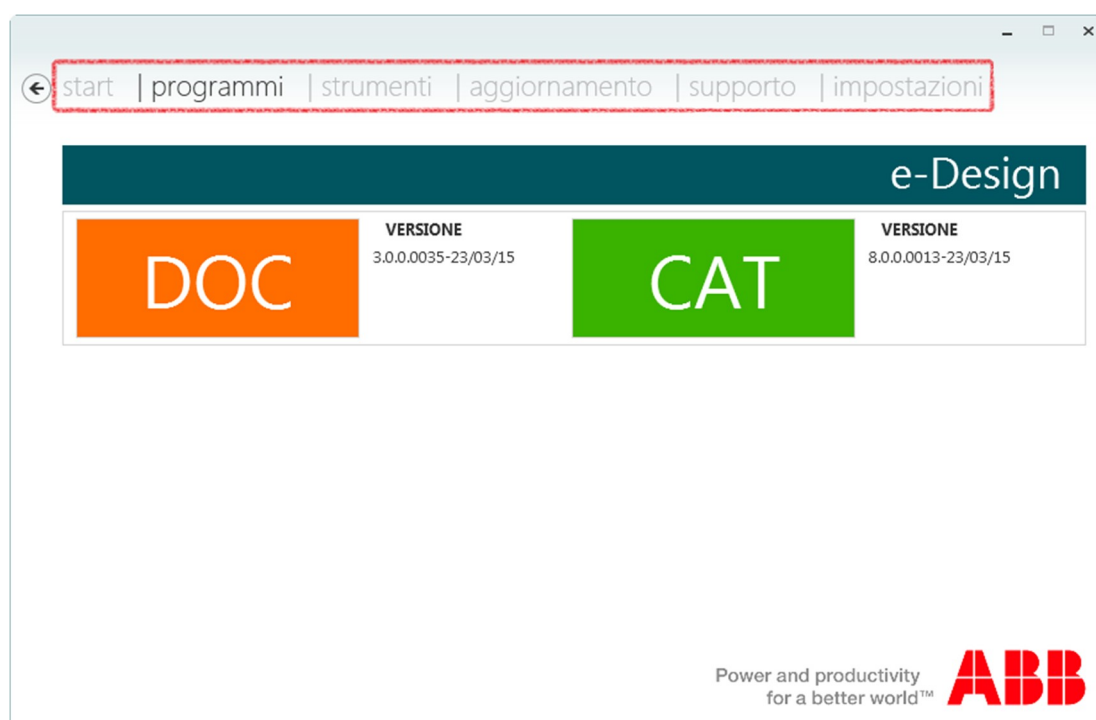 start | programmi | strumenti | aggiornamento | supporto | impostazioni
e-Design
DOC
VERSIONE
3.0.0.0035-23/03/15
CAT
VERSIONE
8.0.0.0013-23/03/15
Power and productivity
for a better world™
ABB